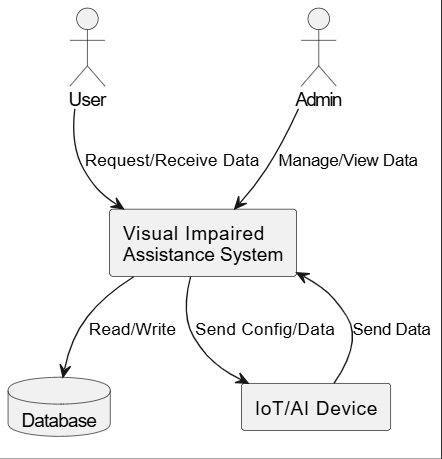 User
Admin
Request/Receive Data
Manage/View Data
Visual Impaired
Assistance System
Read/Write
Send Config/Data
Send Data
Database
IoT/AI Device